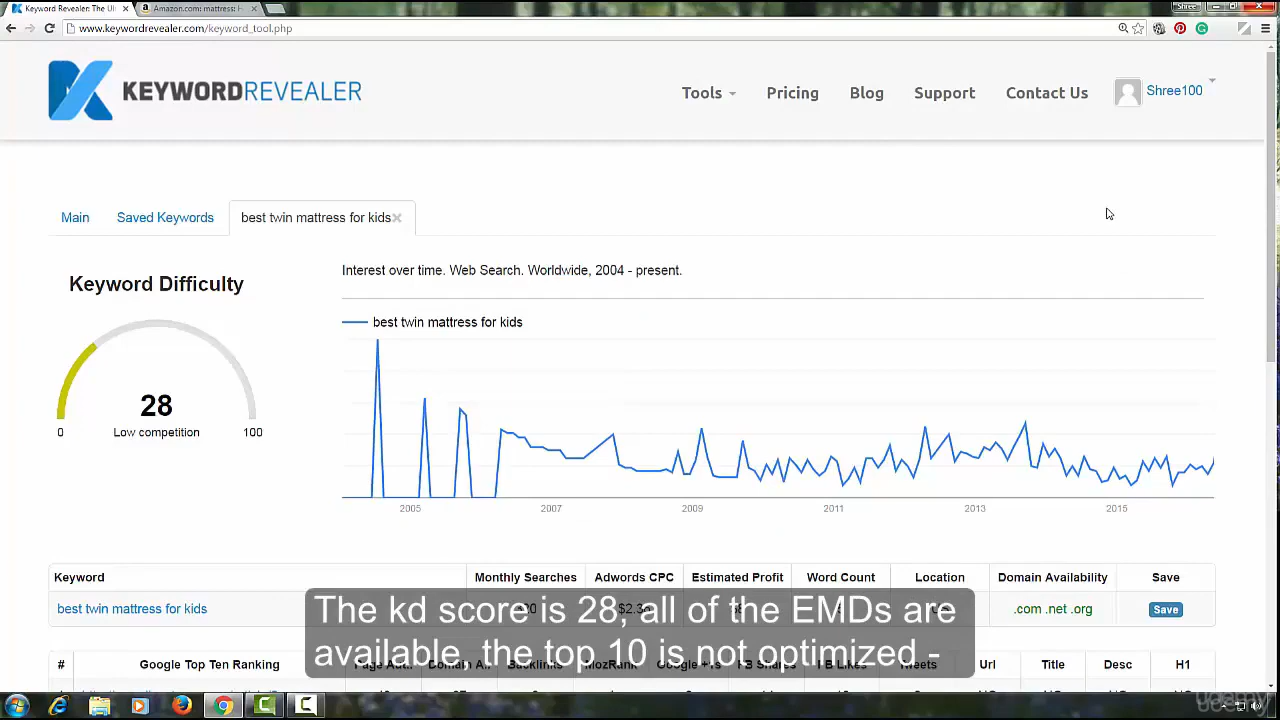 Keyword Revealer: The Ul
Amazon.com: mattress: H
Shree
www.keywordrevealer.com/keyword_tool.php
KEYWORDREVEALER
Tools
Pricing
Blog
Support
Contact Us
Shree100
Main
Saved Keywords
best twin mattress for kids
Keyword Difficulty
28
0
Low competition
100
Interest over time. Web Search. Worldwide, 2004 - present.
best twin mattress for kids
2005 2007 2009 2011 2013 2015
Keyword Monthly Searches Adwords CPC Estimated Profit Word Count Location Domain Availability Save
best twin mattress for kids .com .net .org Save
The kd score is 28, all of the EMDs are
available, the top 10 is not optimized -
# Google Top Ten Ranking Backlinks MozRank Tweets Url Title Desc H1
udemy